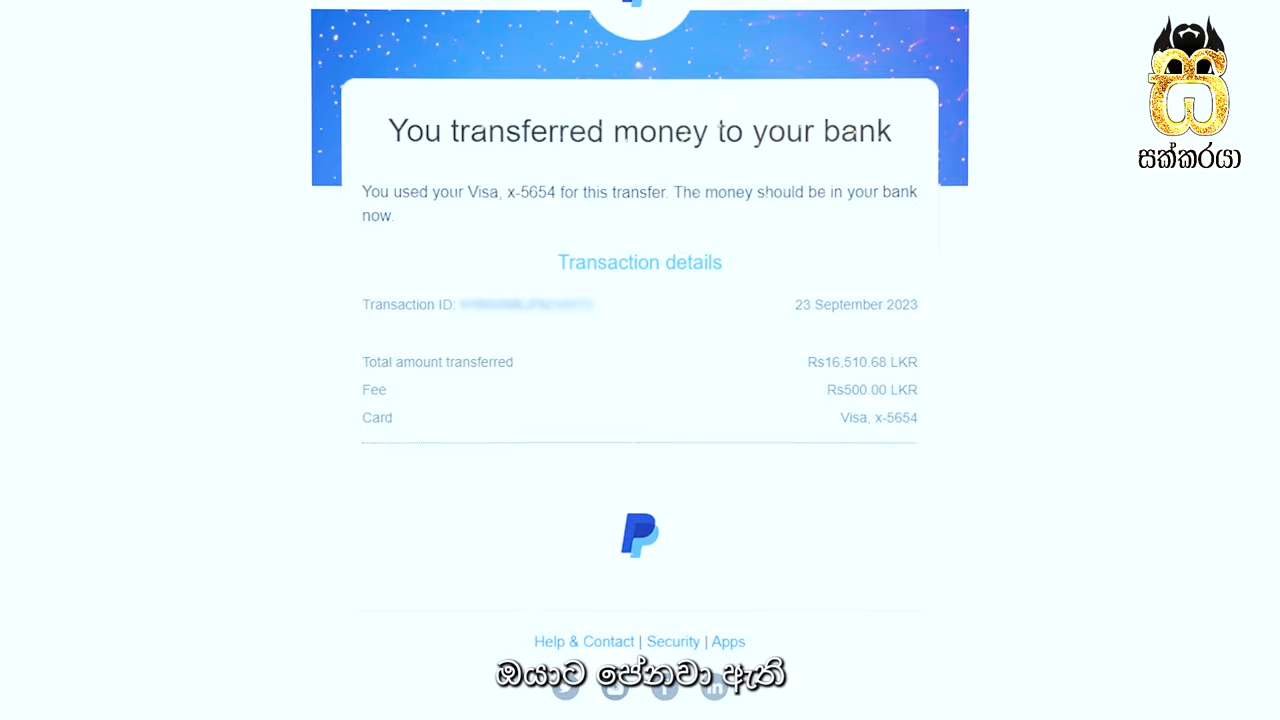 සක්කරයා
You transferred money to your bank
You used your Visa, x-5654 for this transfer. The money should be in your bank
now.
Transaction details
Transaction ID:
23 September 2023
Total amount transferred
Rs16,510.68 LKR
Fee
Rs500.00 LKR
Card
Visa, x-5654
Help & Contact | Security | Apps
ඔයාට පේනවා ඇති